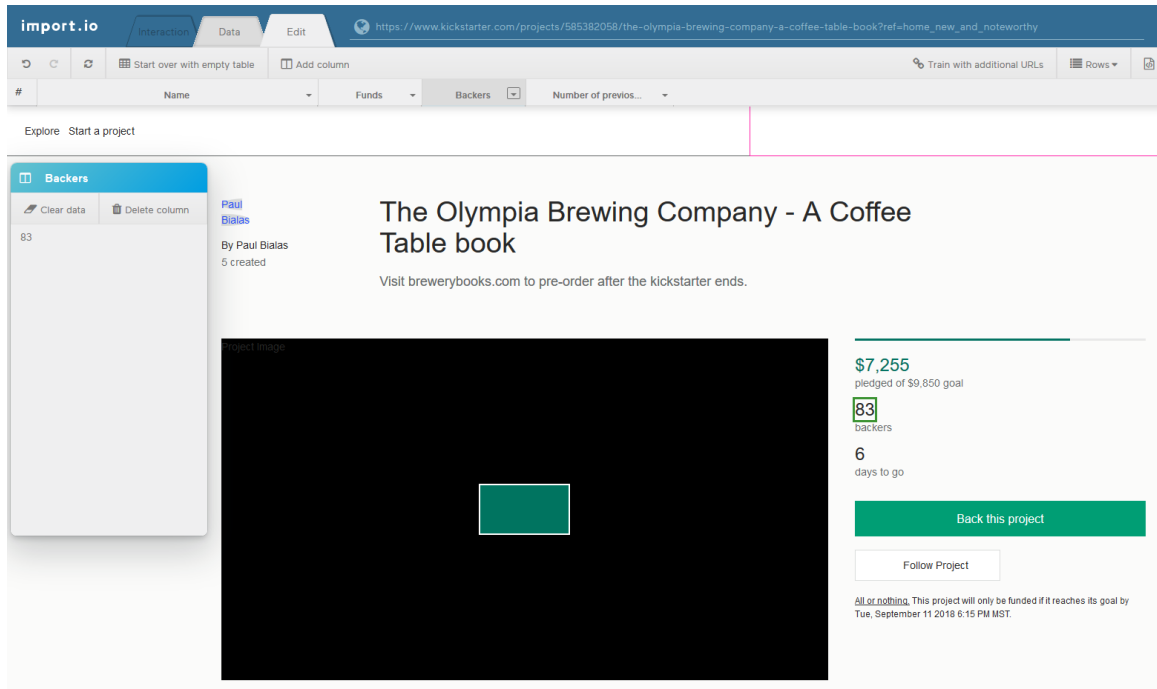 import.io
Interaction
Data
Edit
https://www.kickstarter.com/projects/585382058/the-olympia-brewing-company-a-coffee-table-book?ref=home_new_and_noteworthy
Start over with empty table
Add column
Train with additional URLs
Rows
#
Name
Funds
Backers
Number of previos...
Explore Start a project
Backers
Clear data
Delete column
83
Paul
Bialas
By Paul Bialas
5 created
The Olympia Brewing Company - A Coffee
Table book
Visit brewerybooks.com to pre-order after the kickstarter ends.
Project image
$7,255
pledged of $9,850 goal
83
backers
6
days to go
Back this project
Follow Project
All or nothing. This project will only be funded if it reaches its goal by
Tue, September 11 2018 6:15 PM MST.